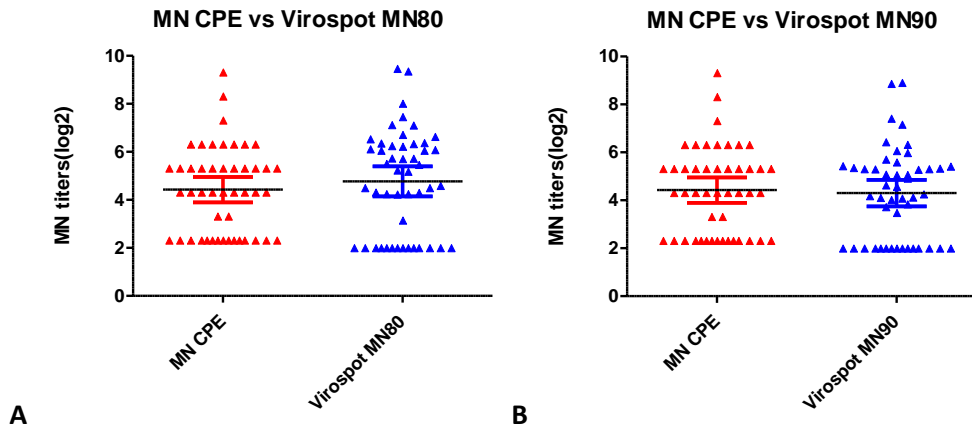 MN CPE vs Virospot MN80
MN titers(log2)
10
8
6
4
2
0
MN CPE
Virospot MN80
A
MN CPE vs Virospot MN90
MN titers(log2)
10
8
6
4
2
0
MN CPE
Virospot MN90
B